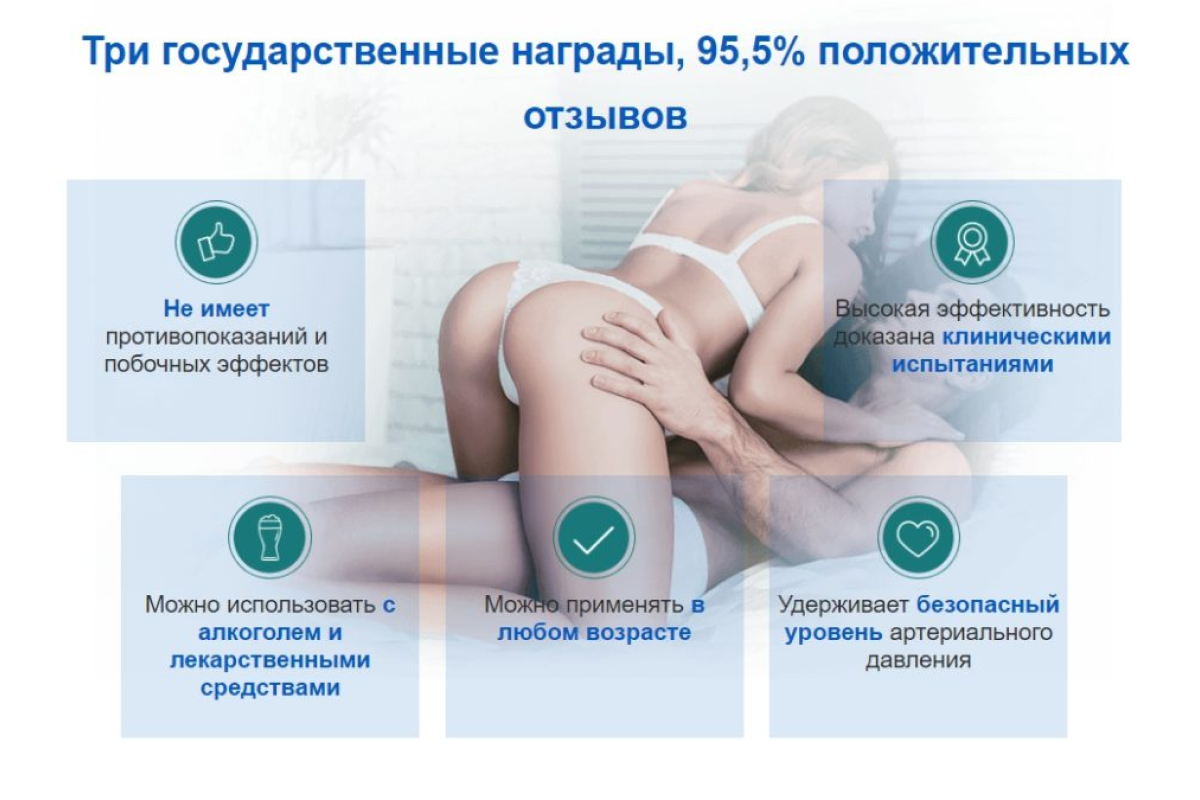 Три государственные награды, 95,5% положительных
отзывов
Не имеет
противопоказаний и
побочных эффектов
Высокая эффективность
доказана клиническими
испытаниями
Можно использовать с
алкоголем и
лекарственными
средствами
Можно применять в
любом возрасте
Удерживает безопасный
уровень артериального
давления